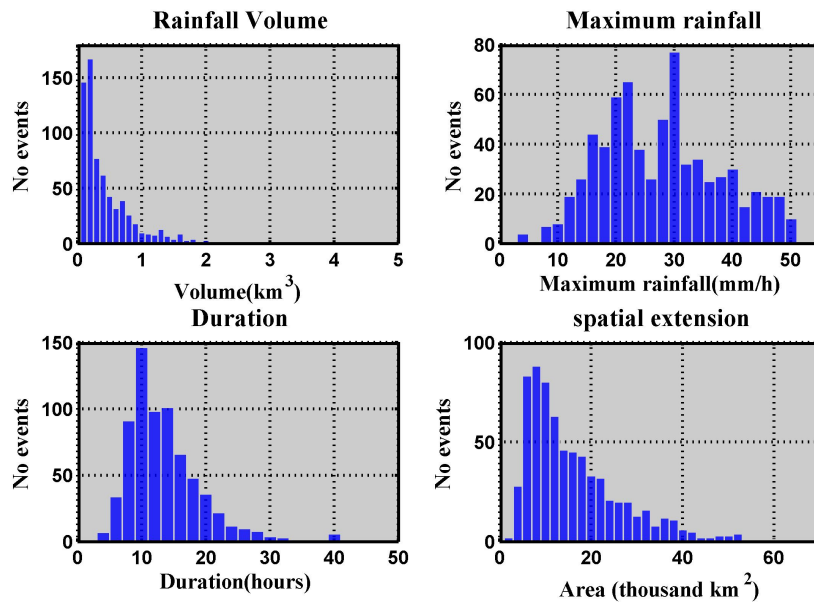 Rainfall Volume
No events
150
100
50
0
0 1 2 3 4 5
Volume(km³)
Maximum rainfall
No events
80
60
40
20
0
10 20 30 40 50
Maximum rainfall(mm/h)
Duration
No events
150
100
50
0
0 10 20 30 40 50
Duration(hours)
spatial extension
No events
100
50
0
0 20 40 60
Area (thousand km²)